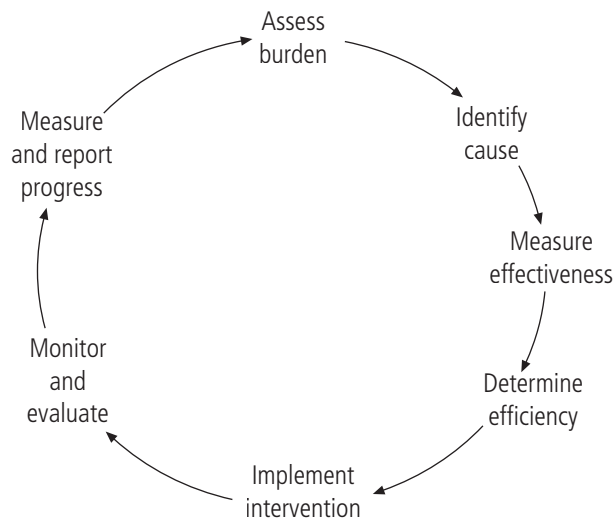 Assess
burden
Identify
cause
Measure
effectiveness
Determine
efficiency
Implement
intervention
Monitor
and
evaluate
Measure
and report
progress